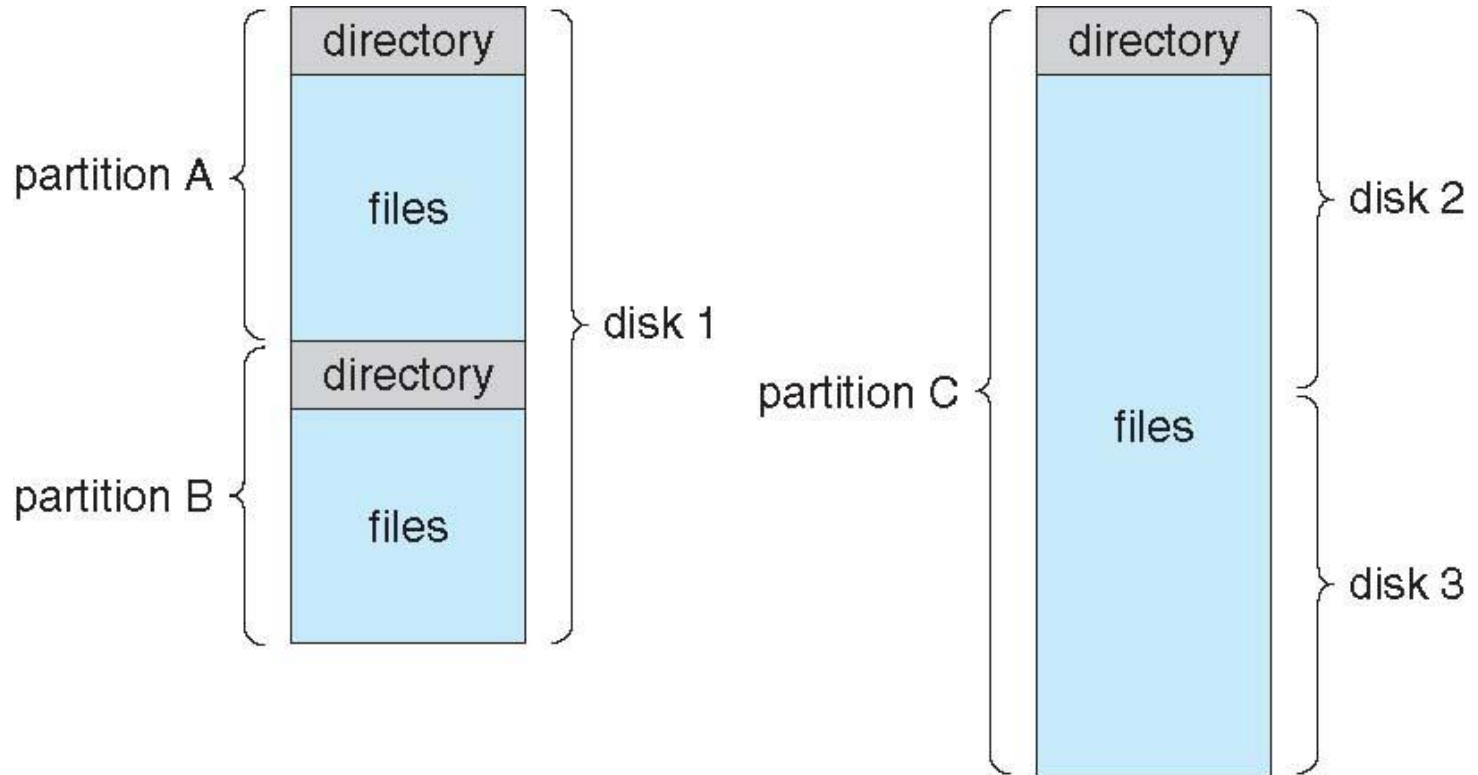 directory
partition A
files
disk 1
directory
partition B
files
directory
disk 2
partition C
files
disk 3